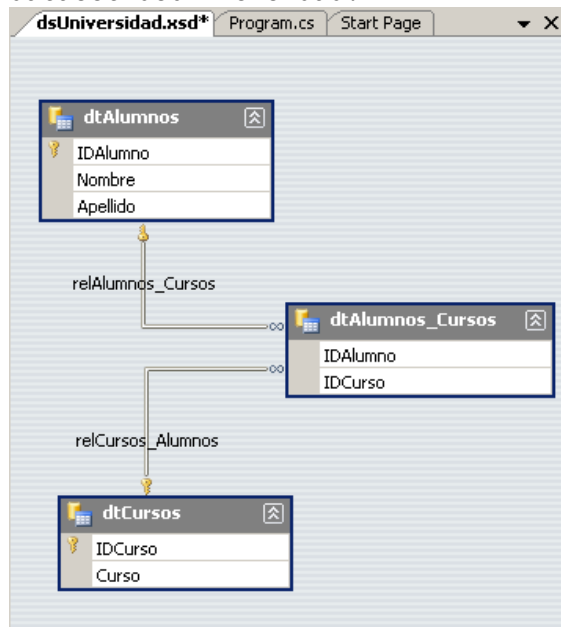 dsUniversidad.xsd* Program.cs Start Page
dtAlumnos
IDAlumno
Nombre
Apellido
relAlumnos_Cursos
dtAlumnos_Cursos
IDAlumno
IDCurso
relCursos_Alumnos
dtCursos
IDCurso
Curso